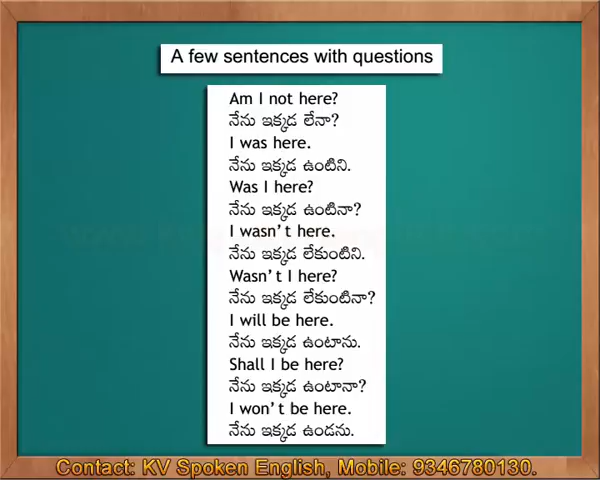 A few sentences with questions
Am I not here?
నేను ఇక్కడ లేనా?
I was here.
నేను ఇక్కడ ఉంటిని.
Was I here?
నేను ఇక్కడ ఉంటినా?
I wasn't here.
నేను ఇక్కడ లేకుంటిని.
Wasn't I here?
నేను ఇక్కడ లేకుంటినా?
I will be here.
నేను ఇక్కడ ఉంటాను.
Shall I be here?
నేను ఇక్కడ ఉంటానా?
I won't be here.
నేను ఇక్కడ ఉండను.
Contact: KV Spoken English, Mobile: 9346780130.